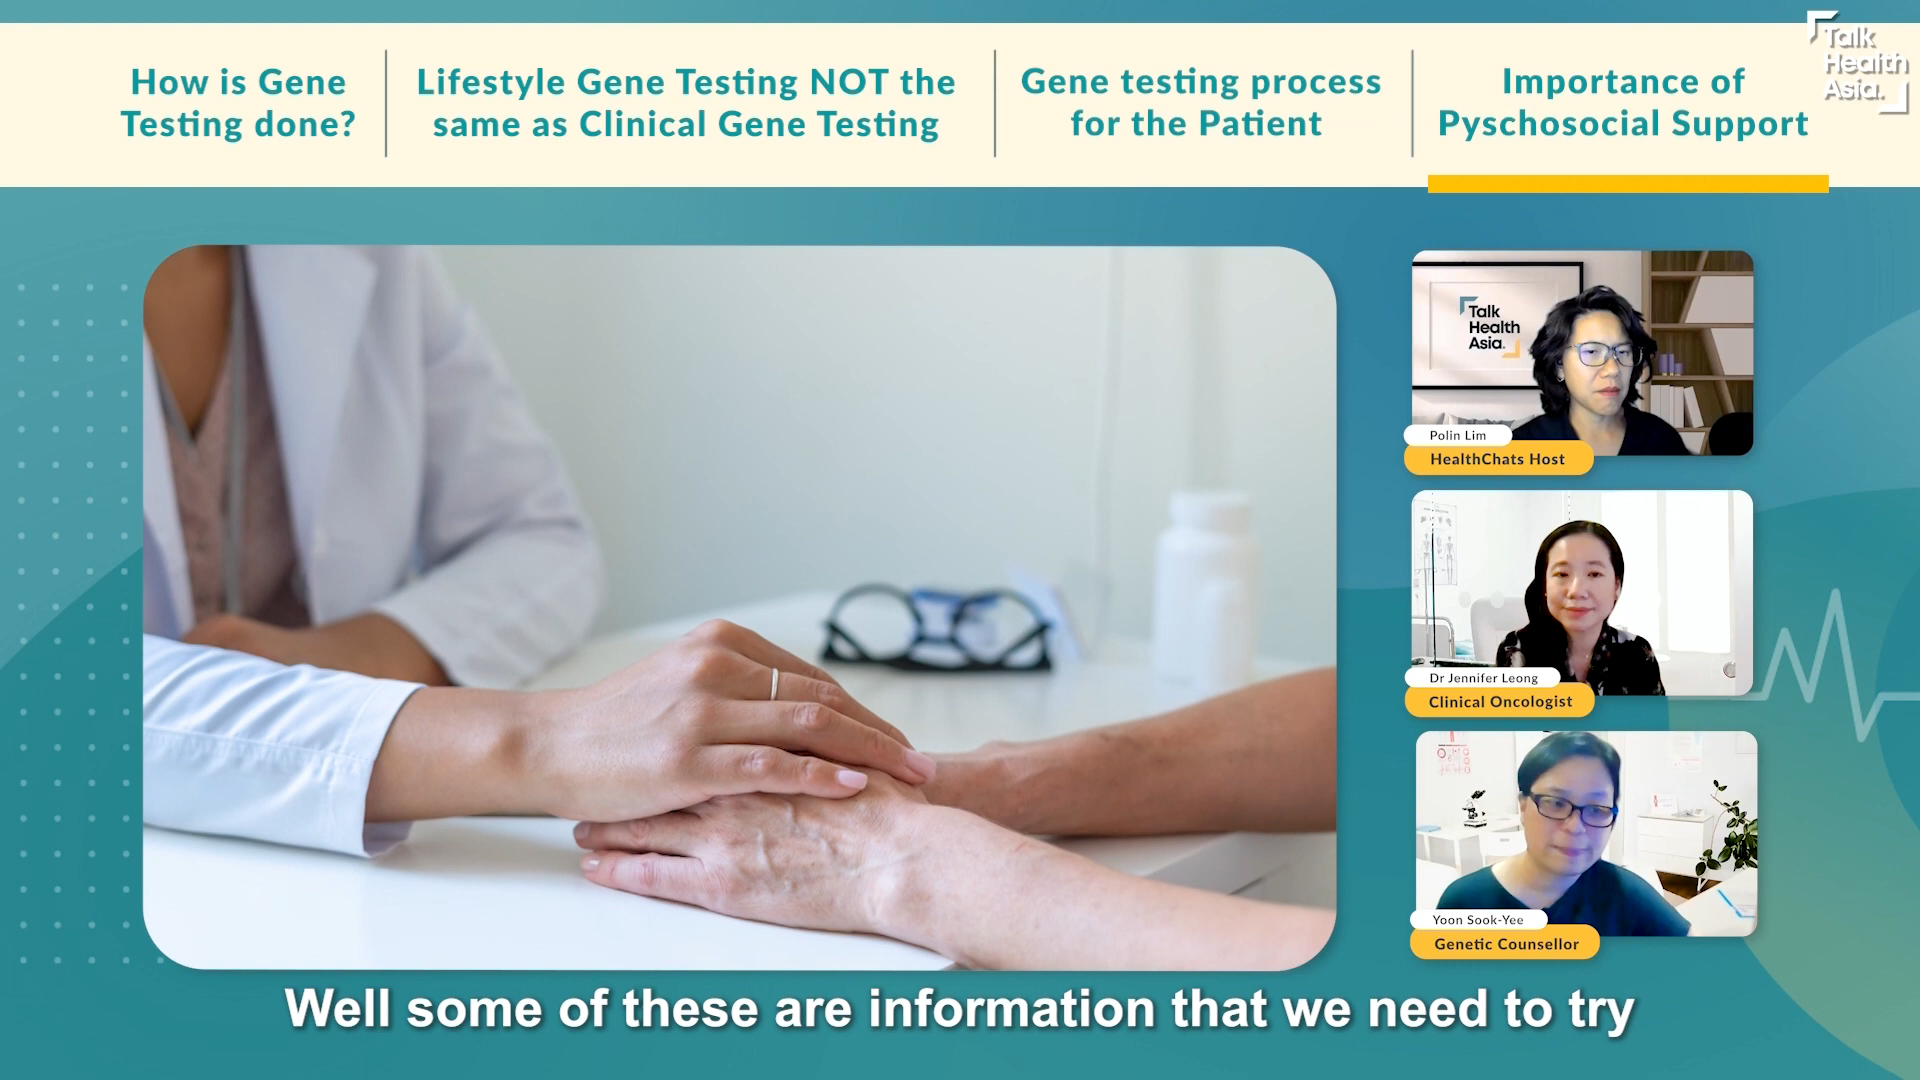 How is Gene
Testing done?
Lifestyle Gene Testing NOT the
same as Clinical Gene Testing
Gene testing process
for the Patient
Importance of
Pyschosocial Support
Talk
Health
Asia.
Talk
Health
Asia.
Polin Lim
HealthChats Host
Dr Jennifer Leong
Clinical Oncologist
Yoon Sook-Yee
Genetic Counsellor
Well some of these are information that we need to try